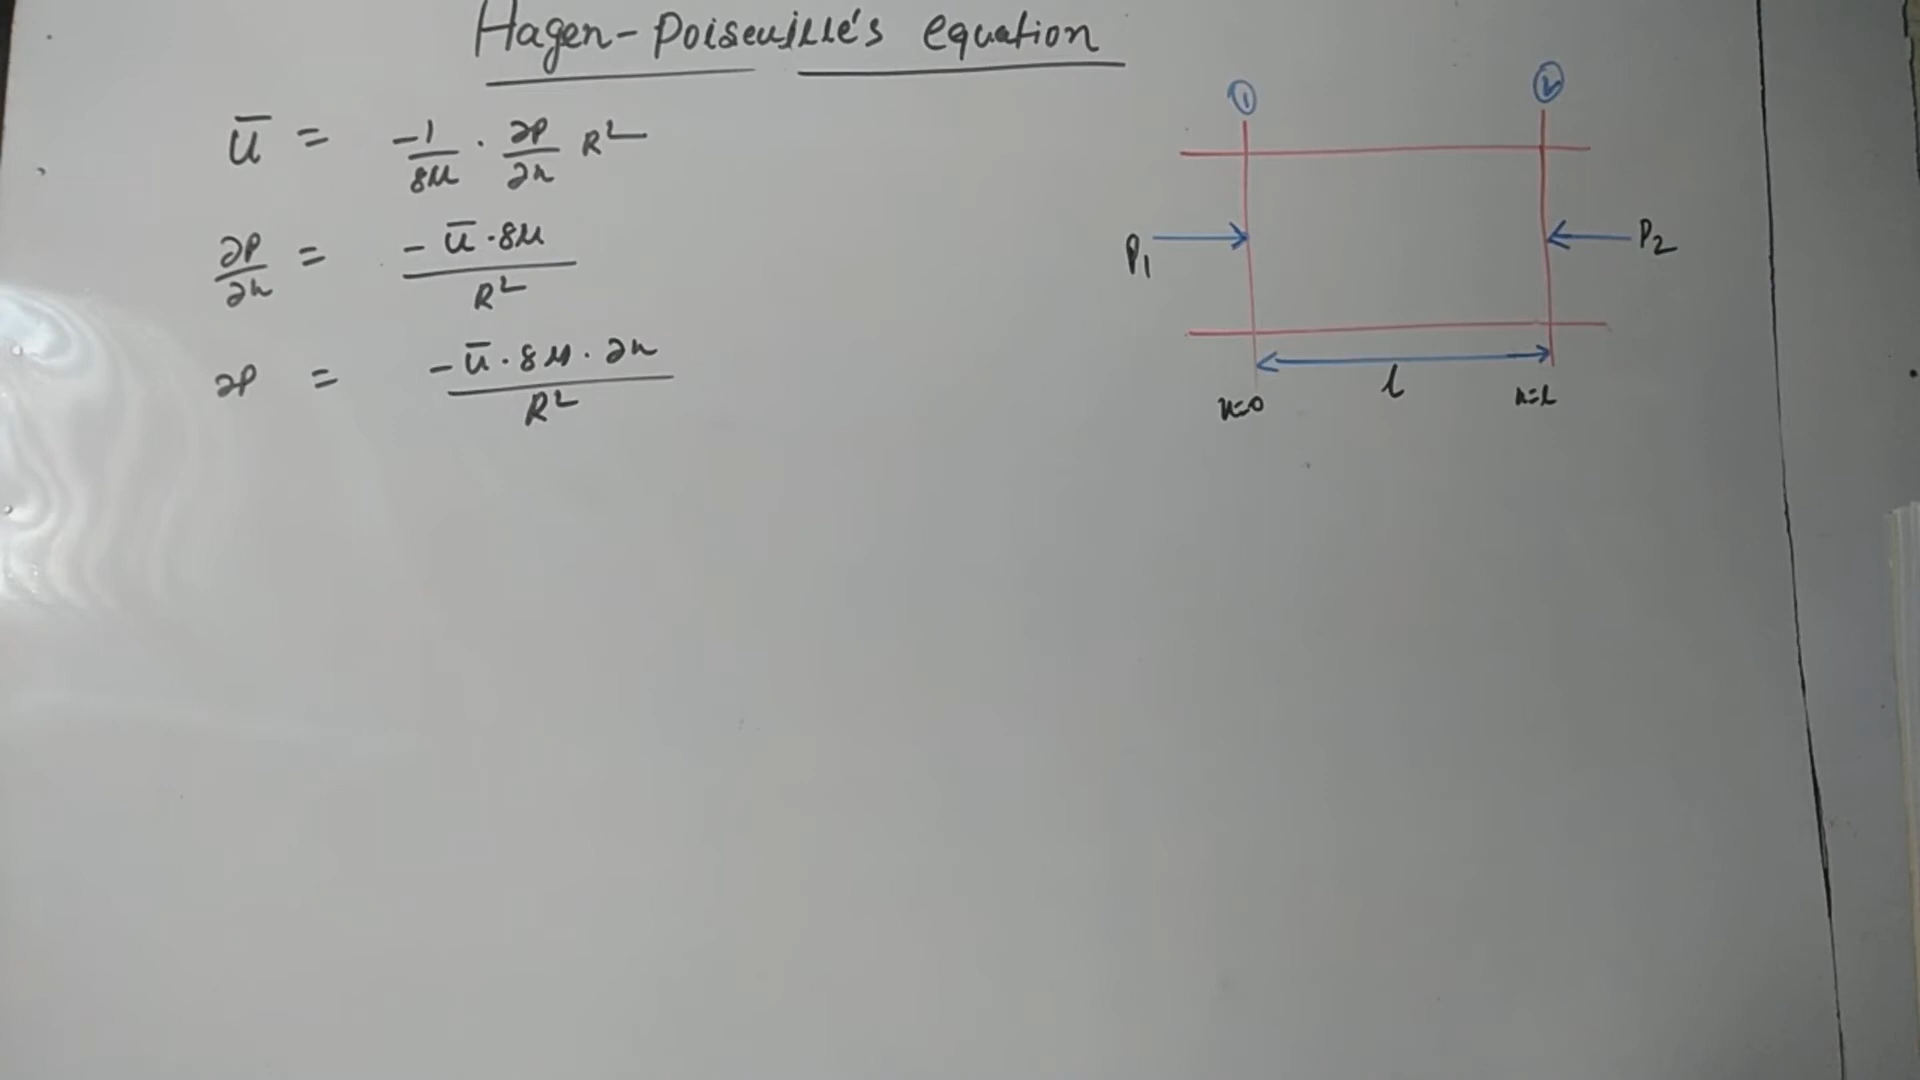 Hagen-Poiseuille's equation
ū = -1/8μ · ∂P/∂x R²
∂P/∂x = -ū·8μ/R²
∂P = -ū·8μ·∂x/R²
① ②
P₁ P₂
l
x=0 x=L